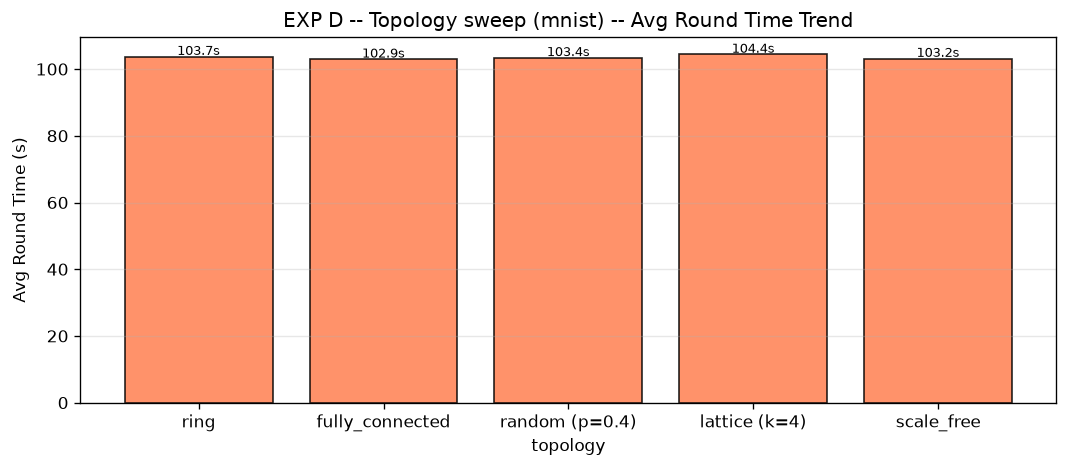 EXP D -- Topology sweep (mnist) -- Avg Round Time Trend
103.7s
102.9s
103.4s
104.4s
103.2s
100
80
60
40
20
0
Avg Round Time (s)
ring
fully_connected
random (p=0.4)
lattice (k=4)
scale_free
topology